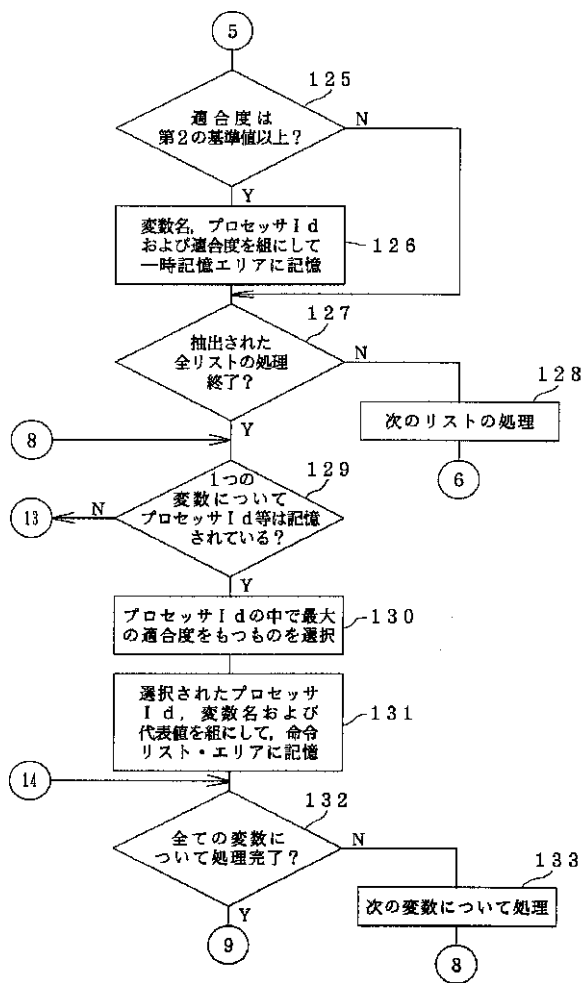 5
125
適合度は
第2の基準値以上?
N
Y
変数名,プロセッサId
および適合度を組にして
一時記憶エリアに記憶
126
127
抽出された
全リストの処理
終了?
N
Y
128
次のリストの処理
6
8
129
1つの
変数について
プロセッサId等は記憶
されている?
N
13
Y
プロセッサIdの中で最大
の適合度をもつものを選択
130
選択されたプロセッサ
Id,変数名および
代表値を組にして,命令
リスト・エリアに記憶
131
14
132
全ての変数に
ついて処理完了?
N
Y
133
次の変数について処理
9
8